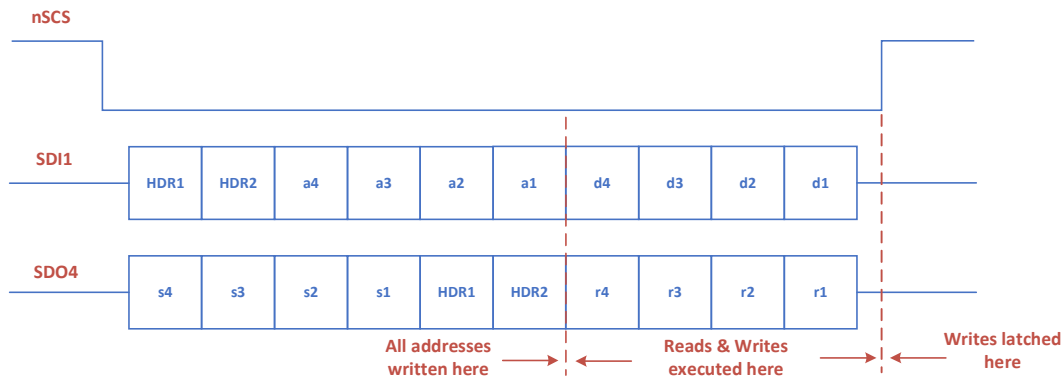 nSCS
SDI1
HDR1 HDR2 a4 a3 a2 a1 d4 d3 d2 d1
SDO4
s4 s3 s2 s1 HDR1 HDR2 r4 r3 r2 r1
All addresses
written here
Reads & Writes
executed here
Writes latched
here